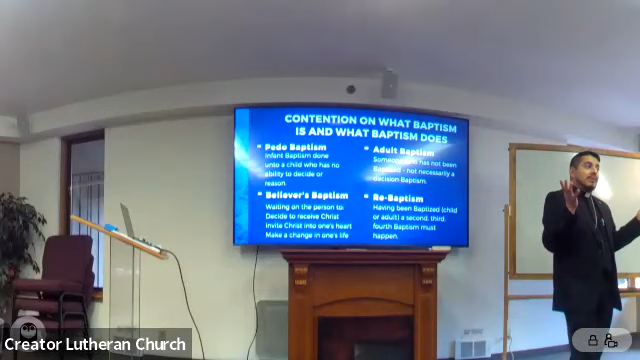 CONTENTION ON WHAT BAPTISM
IS AND WHAT BAPTISM DOES
Pedo Baptism
Infant Baptism done
unto a child who has no
ability to decide or
reason.
Believer's Baptism
Waiting on the person to
Decide to receive Christ
invite Christ into one's heart
Make a change in one's life
Adult Baptism
Someone who has not been
Baptized - not necessarily a
decision Baptism.
Re-Baptism
Having been Baptized (child
or adult) a second, third,
fourth Baptism must
happen.
Creator Lutheran Church